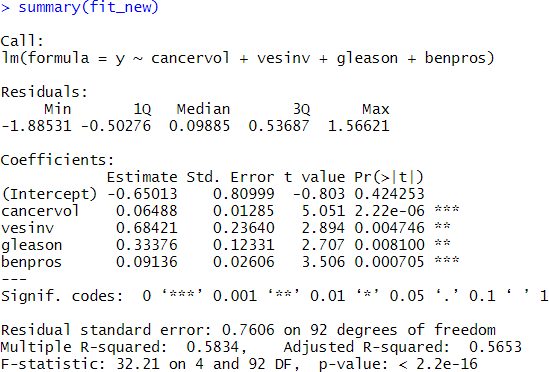 > summary(fit_new)
Call:
lm(formula = y ~ cancervol + vesinv + gleason + benpros)
Residuals:
     Min       1Q   Median       3Q      Max
-1.88531 -0.50276  0.09885  0.53687  1.56621
Coefficients:
            Estimate Std. Error t value Pr(>|t|)
(Intercept) -0.65013    0.80999  -0.803 0.424253
cancervol    0.06488    0.01285   5.051 2.22e-06 ***
vesinv       0.68421    0.23640   2.894 0.004746 **
gleason      0.33376    0.12331   2.707 0.008100 **
benpros      0.09136    0.02606   3.506 0.000705 ***
---
Signif. codes:  0 ‘***’ 0.001 ‘**’ 0.01 ‘*’ 0.05 ‘.’ 0.1 ‘ ’ 1
Residual standard error: 0.7606 on 92 degrees of freedom
Multiple R-squared:  0.5834,    Adjusted R-squared:  0.5653
F-statistic: 32.21 on 4 and 92 DF,  p-value: < 2.2e-16